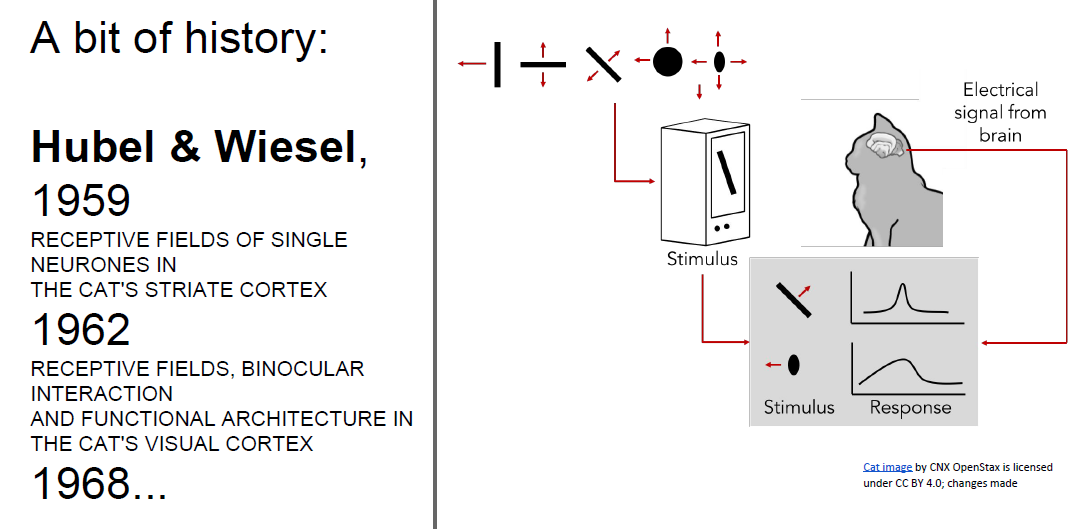 A bit of history:
Hubel & Wiesel,
1959
RECEPTIVE FIELDS OF SINGLE
NEURONES IN
THE CAT'S STRIATE CORTEX
1962
RECEPTIVE FIELDS, BINOCULAR
INTERACTION
AND FUNCTIONAL ARCHITECTURE IN
THE CAT'S VISUAL CORTEX
1968...
Electrical
signal from
brain
Stimulus
Stimulus
Response
Cat image by CNX OpenStax is licensed
under CC BY 4.0; changes made